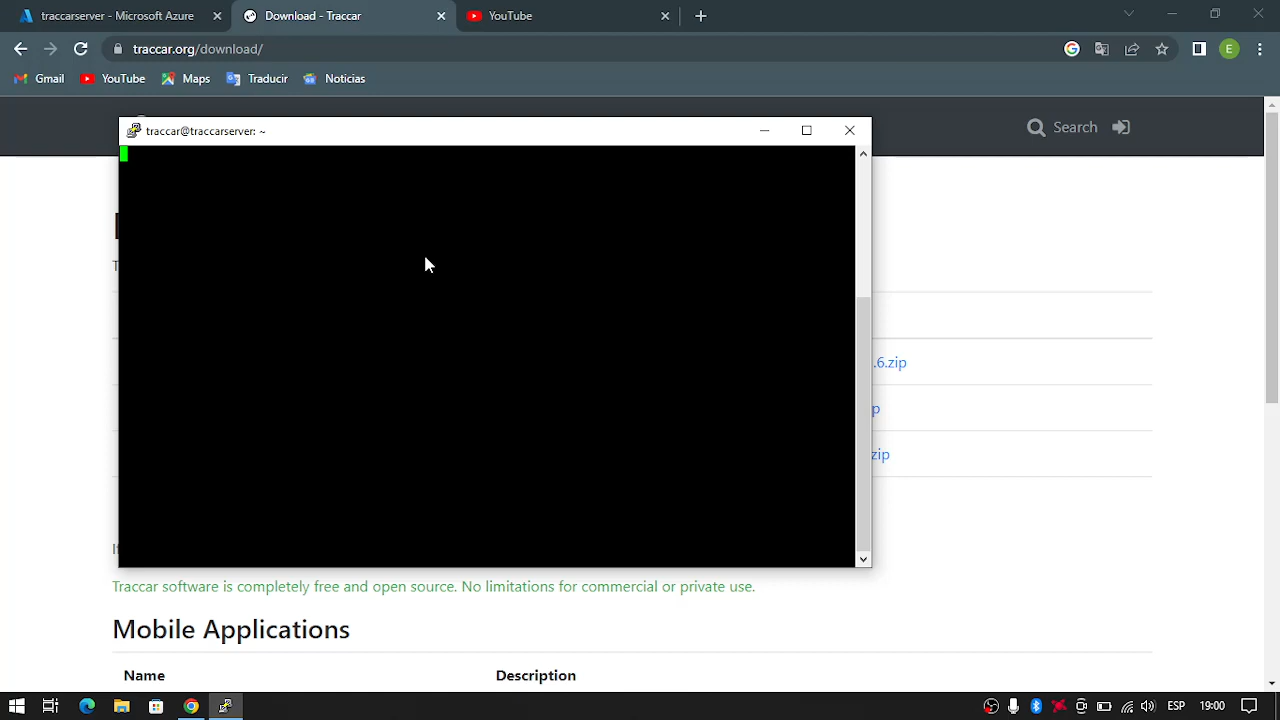 traccarserver - Microsoft Azure
Download - Traccar
YouTube
traccar.org/download/
E
Gmail
YouTube
Maps
Traducir
Noticias
Search
traccar@traccarserver: ~
.6.zip
p
zip
Traccar software is completely free and open source. No limitations for commercial or private use.
Mobile Applications
Name Description
ESP 19:00